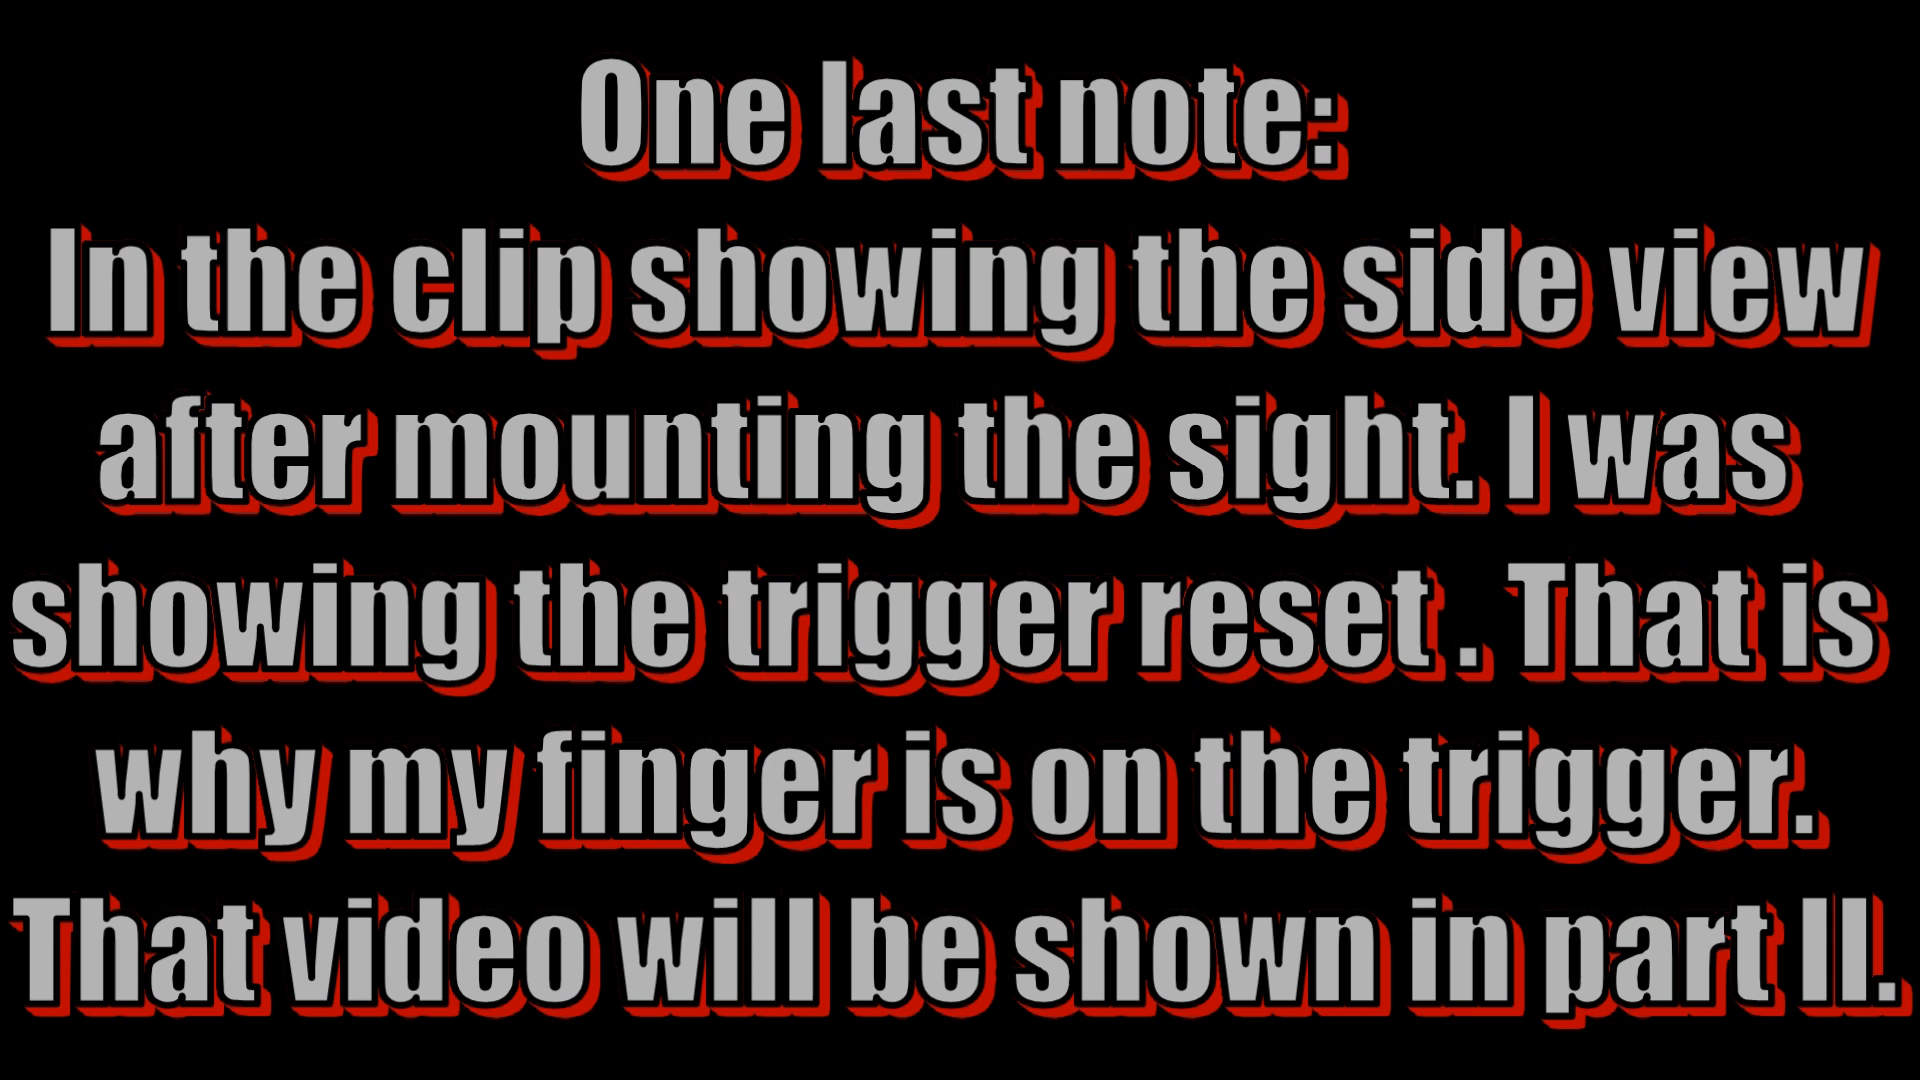 One last note:
In the clip showing the side view
after mounting the sight. I was
showing the trigger reset . That is
why my finger is on the trigger.
That video will be shown in part II.